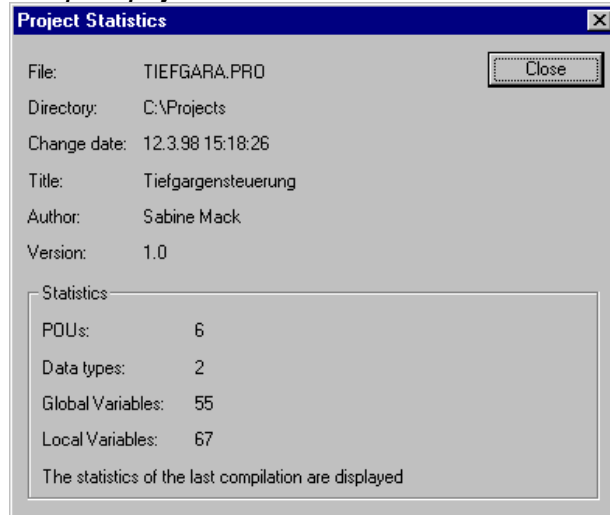 Project Statistics
Close
File: TIEFGARA.PRO
Directory: C:\Projects
Change date: 12.3.98 15:18:26
Title: Tiefgargensteuerung
Author: Sabine Mack
Version: 1.0
Statistics
POUs: 6
Data types: 2
Global Variables: 55
Local Variables: 67
The statistics of the last compilation are displayed